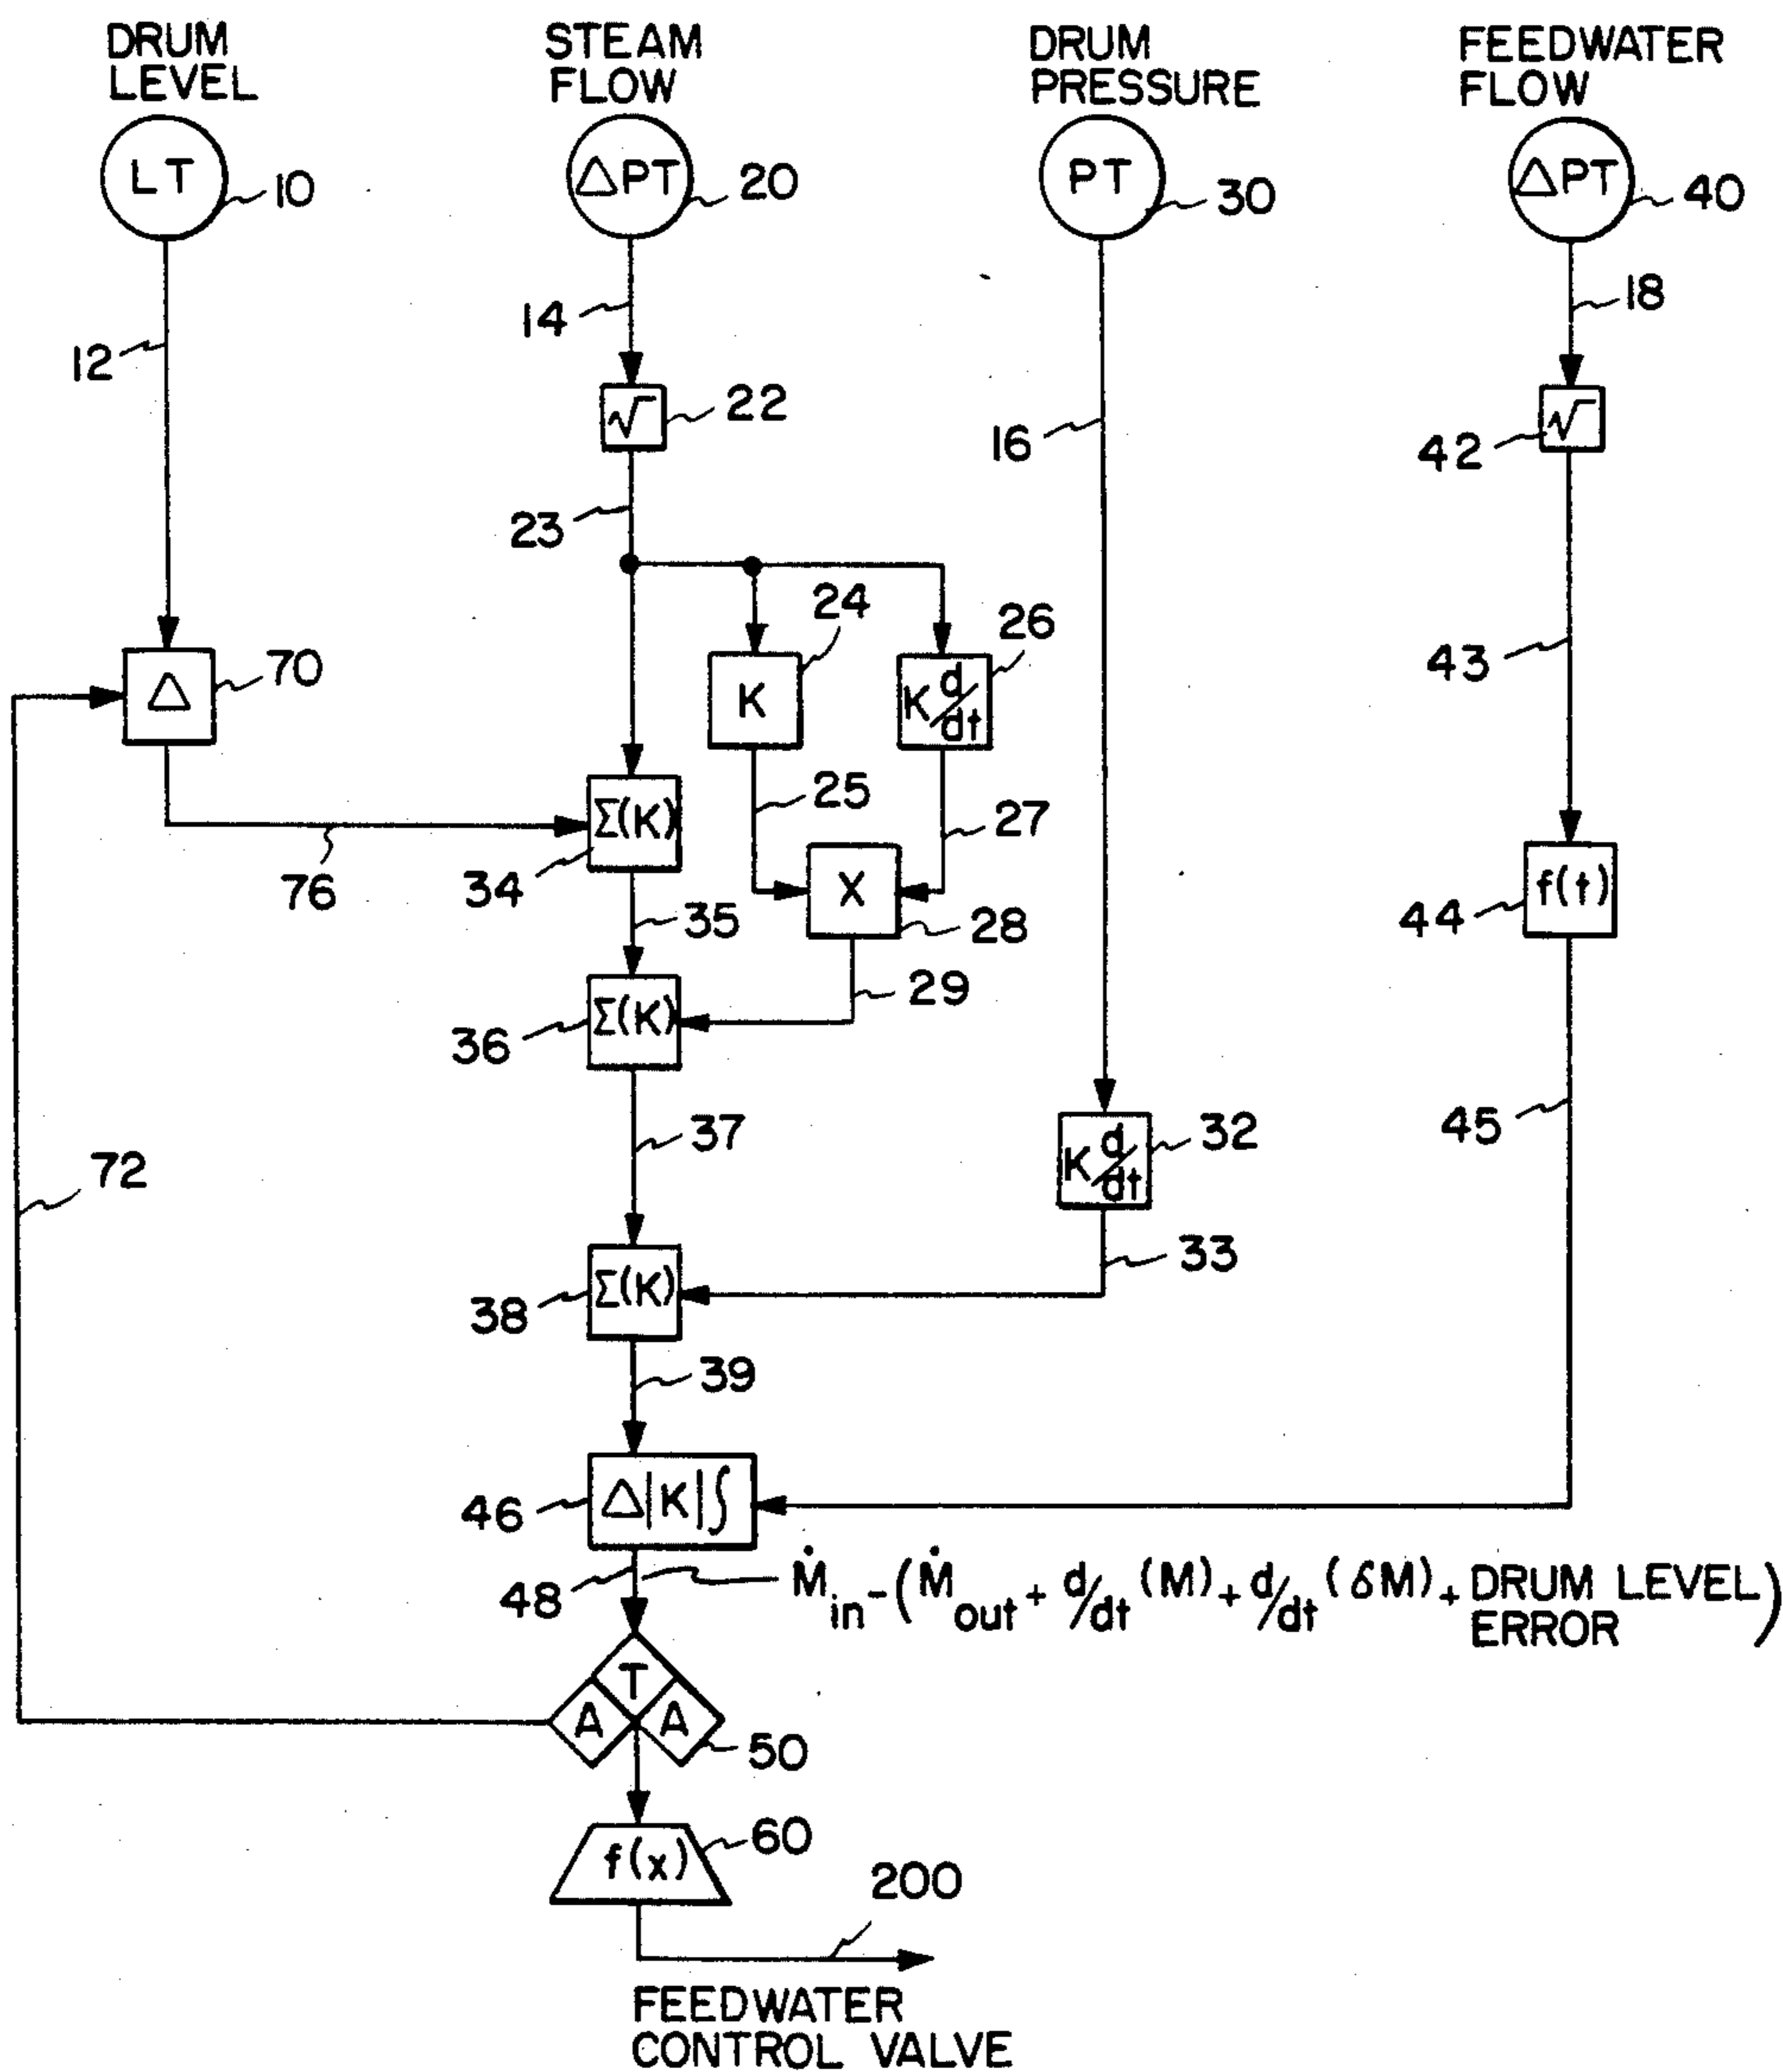 DRUM
LEVEL
STEAM
FLOW
DRUM
PRESSURE
FEEDWATER
FLOW
LT
10
△PT
20
PT
30
△PT
40
12
14
16
18
√
22
√
42
23
24
26
43
△
70
K
K d/dt
25
27
Σ(K)
34
76
X
28
f(t)
44
35
29
Σ(K)
36
37
72
K d/dt
32
45
33
Σ(K)
38
39
△|K|∫
46
48
Ṁin-(Ṁout + d/dt (M) + d/dt (δM) + DRUM LEVEL)
ERROR
T
A
A
50
f(x)
60
200
FEEDWATER
CONTROL VALVE